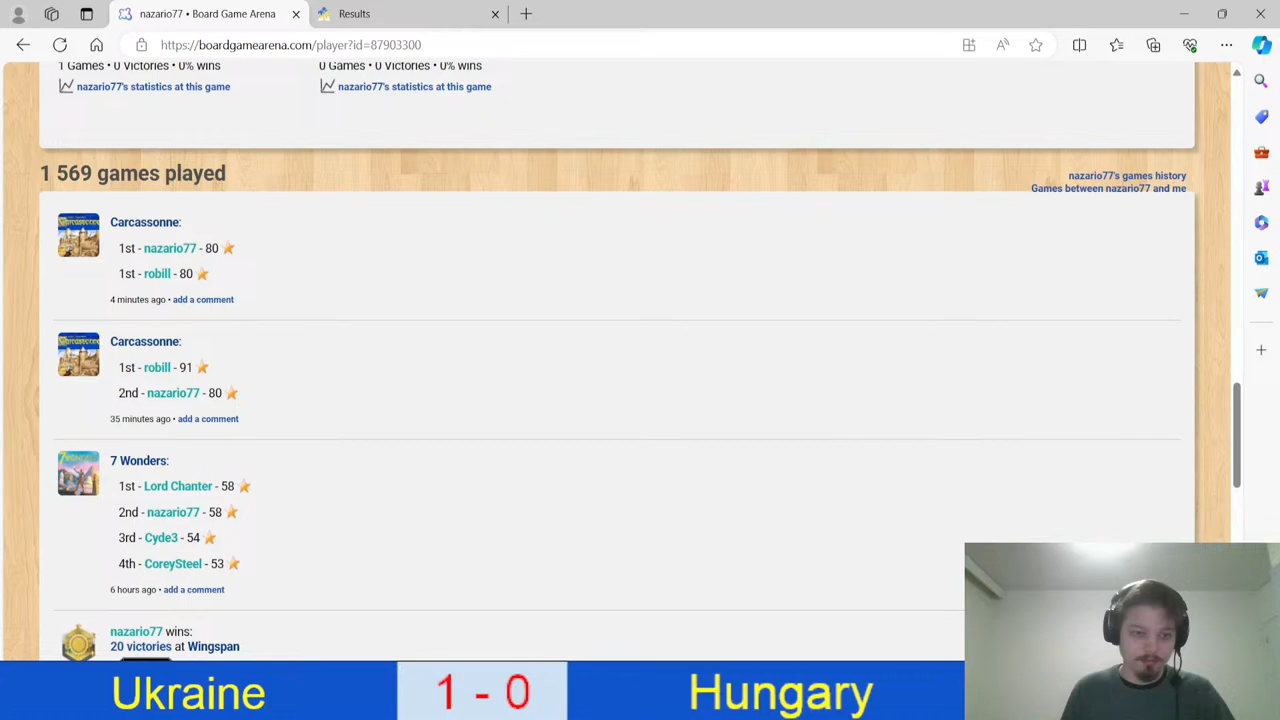 nazario77 • Board Game Arena
Results
https://boardgamearena.com/player?id=87903300
1 Games • 0 Victories • 0% wins
0 Games • 0 Victories • 0% wins
nazario77's statistics at this game
nazario77's statistics at this game
1 569 games played
nazario77's games history
Games between nazario77 and me
Carcassonne:
1st - nazario77 - 80
1st - robill - 80
4 minutes ago • add a comment
Carcassonne:
1st - robill - 91
2nd - nazario77 - 80
35 minutes ago • add a comment
7 Wonders:
1st - Lord Chanter - 58
2nd - nazario77 - 58
3rd - Cyde3 - 54
4th - CoreySteel - 53
6 hours ago • add a comment
nazario77 wins:
20 victories at Wingspan
Ukraine 1 - 0 Hungary